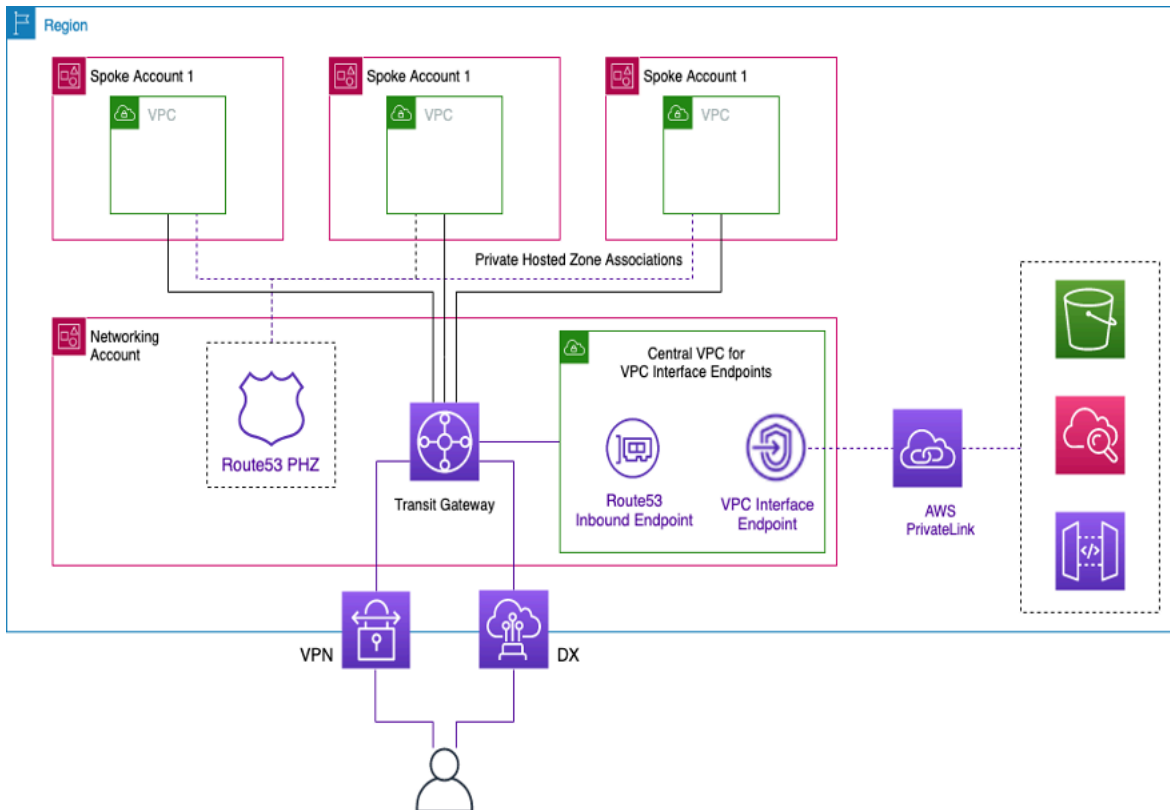 Region
Spoke Account 1
Spoke Account 1
Spoke Account 1
VPC
VPC
VPC
Private Hosted Zone Associations
Networking
Account
Central VPC for
VPC Interface Endpoints
Route53 PHZ
Transit Gateway
Route53
Inbound Endpoint
VPC Interface
Endpoint
AWS
PrivateLink
VPN
DX